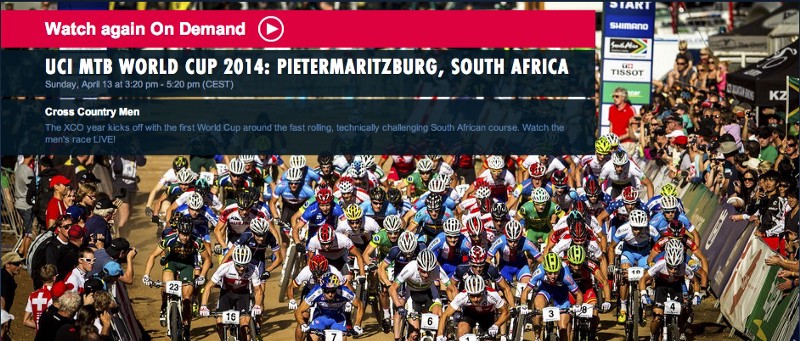 Watch again On Demand
UCI MTB WORLD CUP 2014: PIETERMARITZBURG, SOUTH AFRICA
Sunday, April 13 at 3:20 pm - 5:20 pm (CEST)
Cross Country Men
The XCO year kicks off with the first World Cup around the fast rolling, technically challenging South African course. Watch the
men's race LIVE!
SHIMANO
TISSOT
KZ
10
23
16
7
6
1
3
4